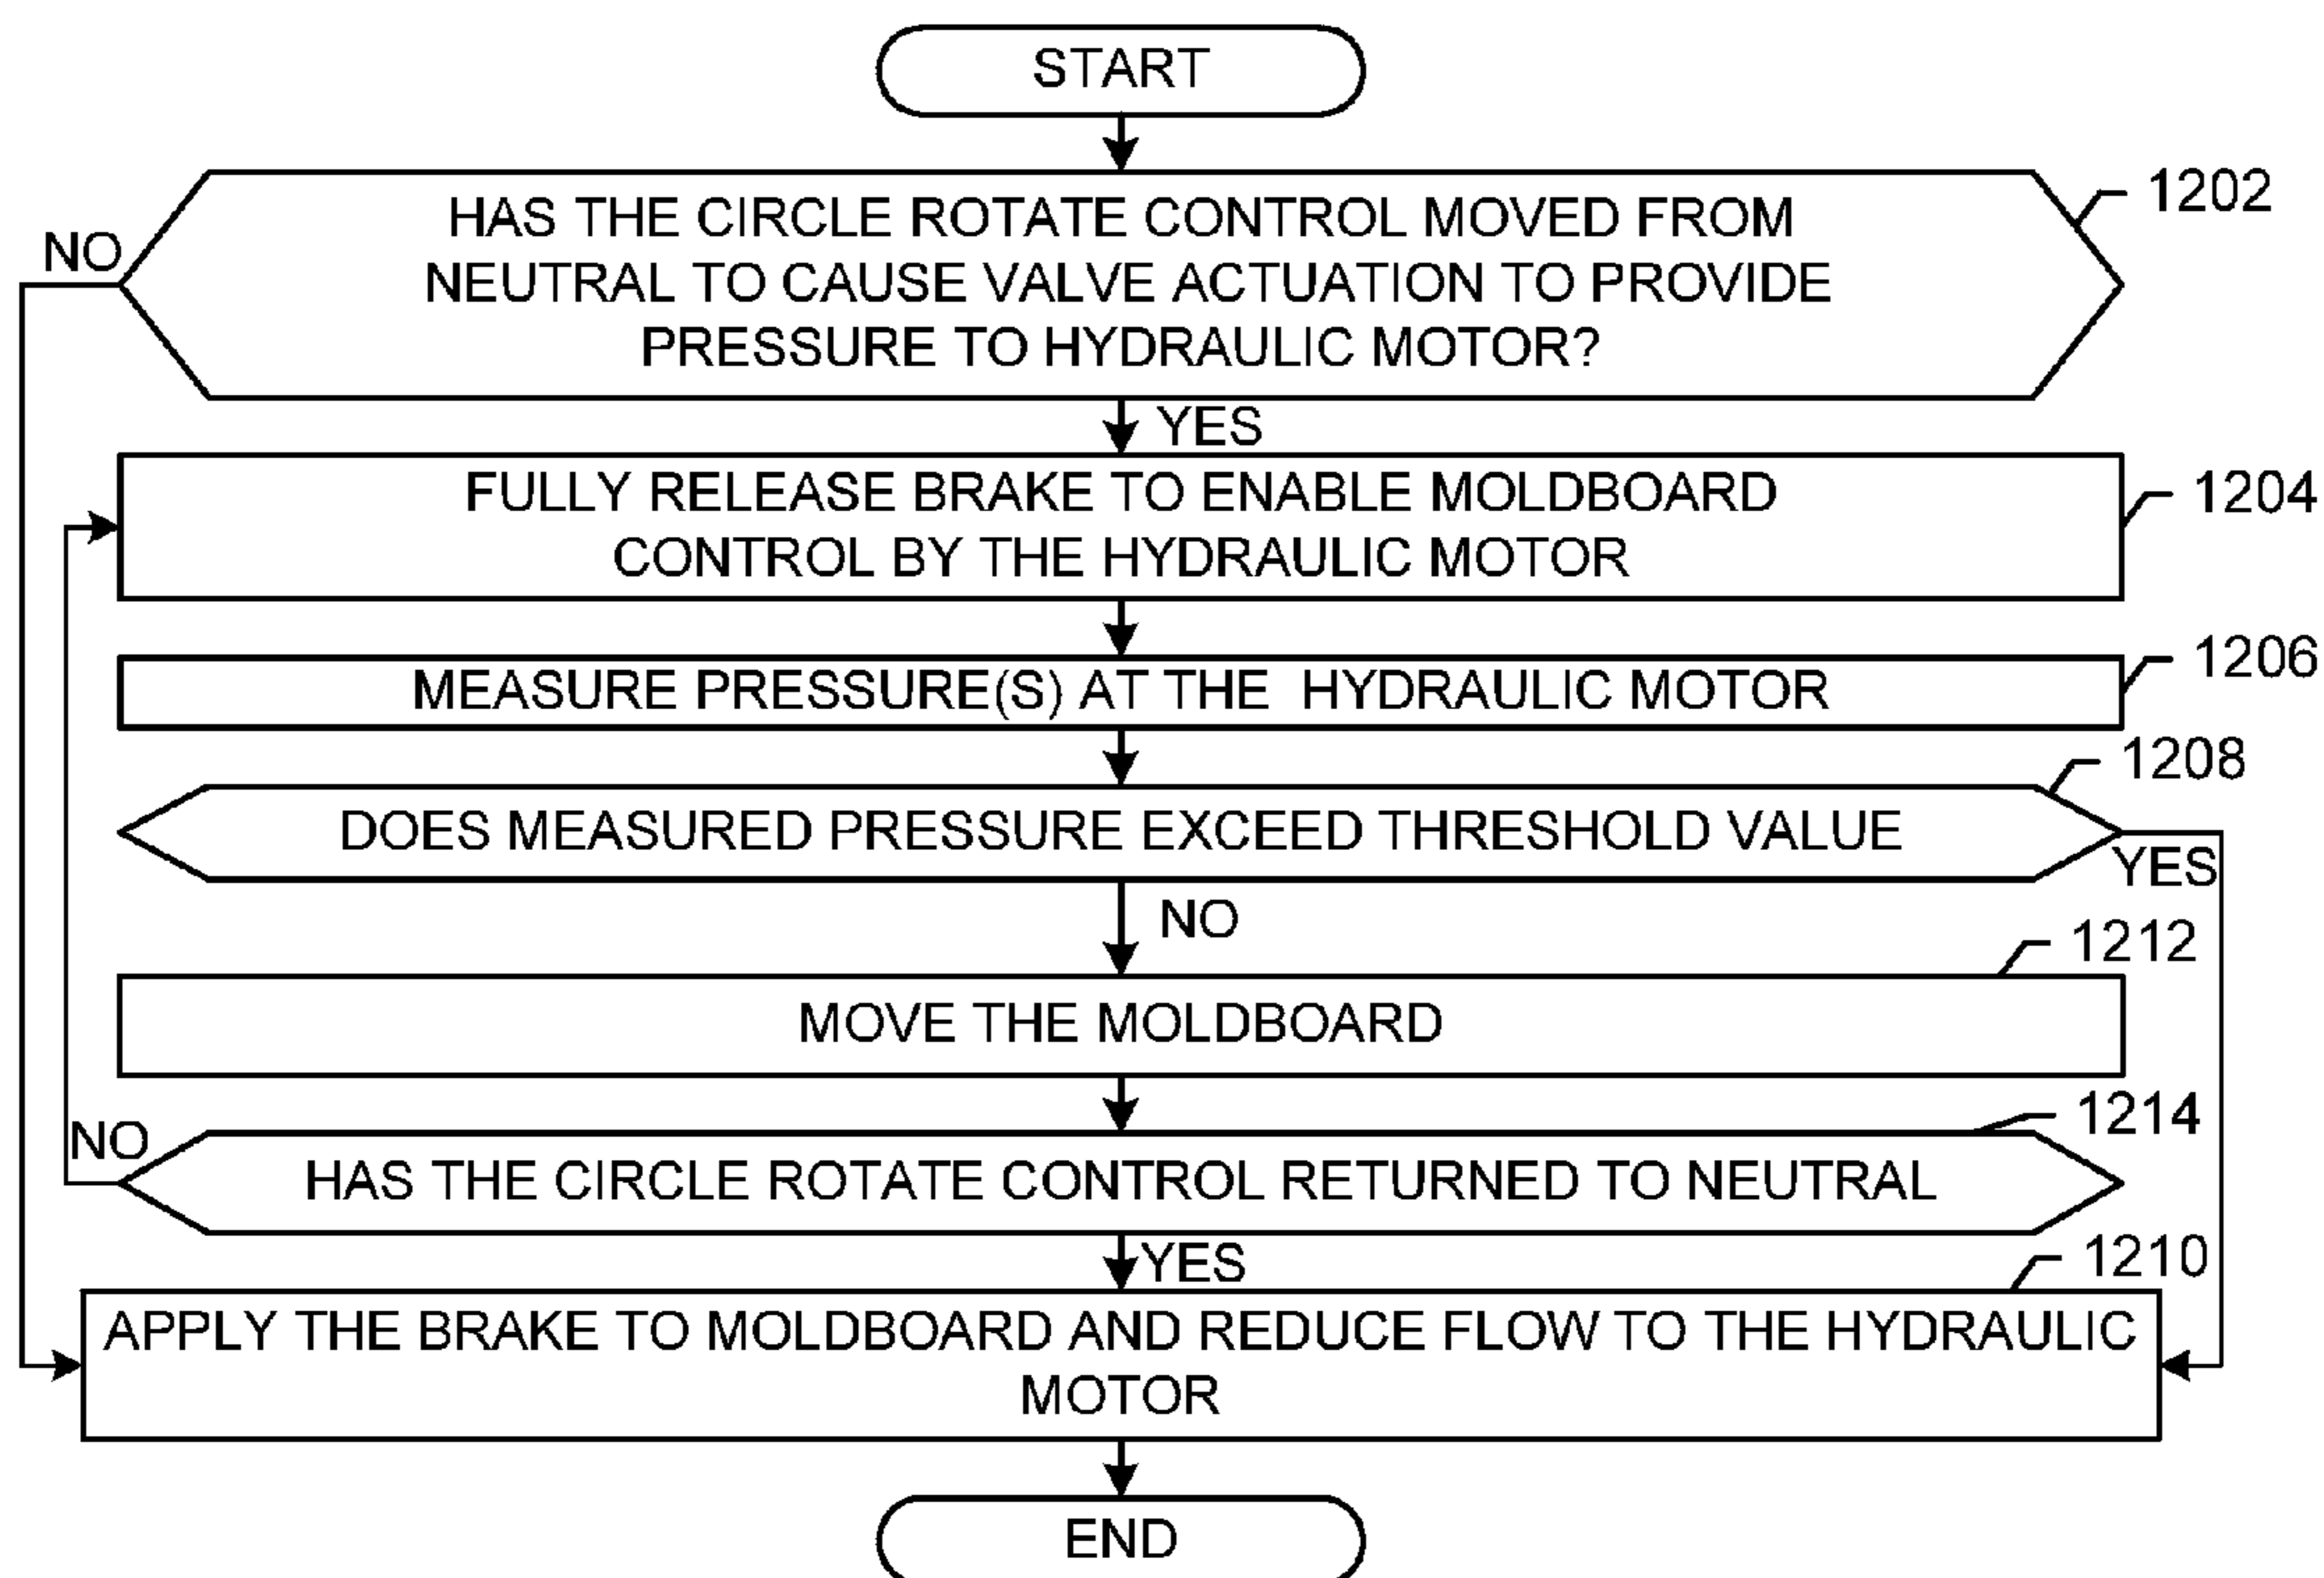 START
HAS THE CIRCLE ROTATE CONTROL MOVED FROM
NEUTRAL TO CAUSE VALVE ACTUATION TO PROVIDE
PRESSURE TO HYDRAULIC MOTOR?
1202
NO
YES
FULLY RELEASE BRAKE TO ENABLE MOLDBOARD
CONTROL BY THE HYDRAULIC MOTOR
1204
MEASURE PRESSURE(S) AT THE HYDRAULIC MOTOR
1206
1208
DOES MEASURED PRESSURE EXCEED THRESHOLD VALUE
YES
NO
1212
MOVE THE MOLDBOARD
1214
NO
HAS THE CIRCLE ROTATE CONTROL RETURNED TO NEUTRAL
YES
1210
APPLY THE BRAKE TO MOLDBOARD AND REDUCE FLOW TO THE HYDRAULIC
MOTOR
END